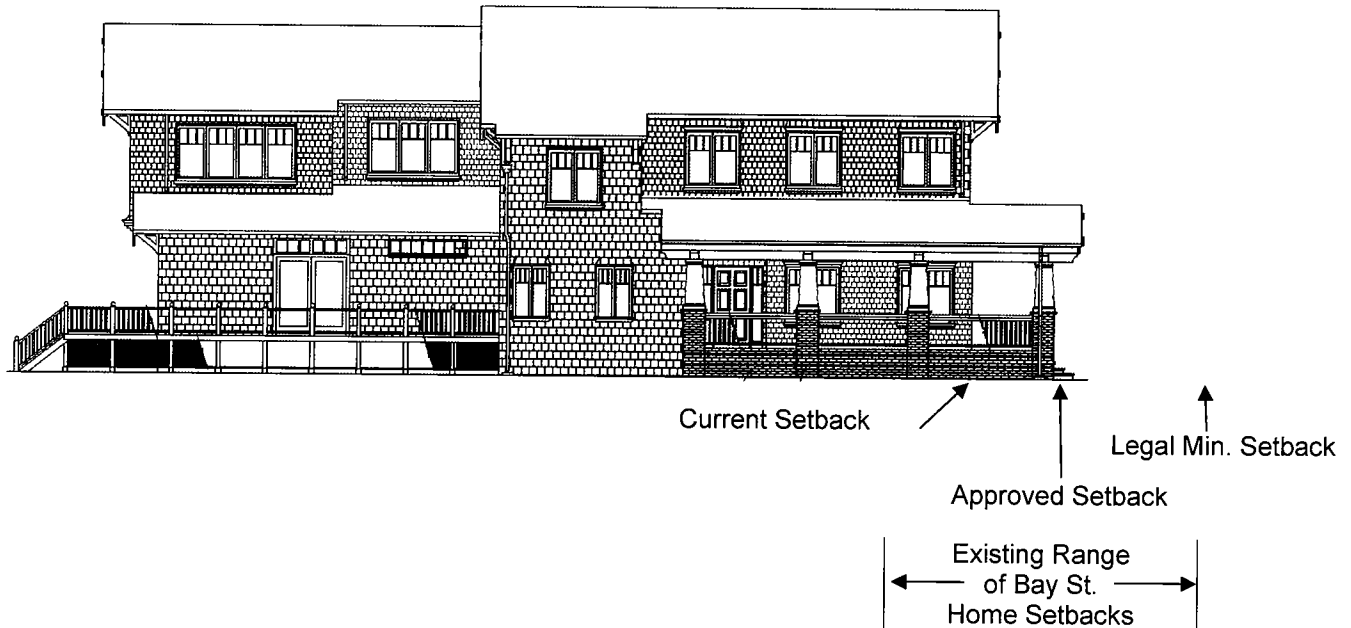 Current Setback
Legal Min. Setback
Approved Setback
Existing Range
of Bay St.
Home Setbacks